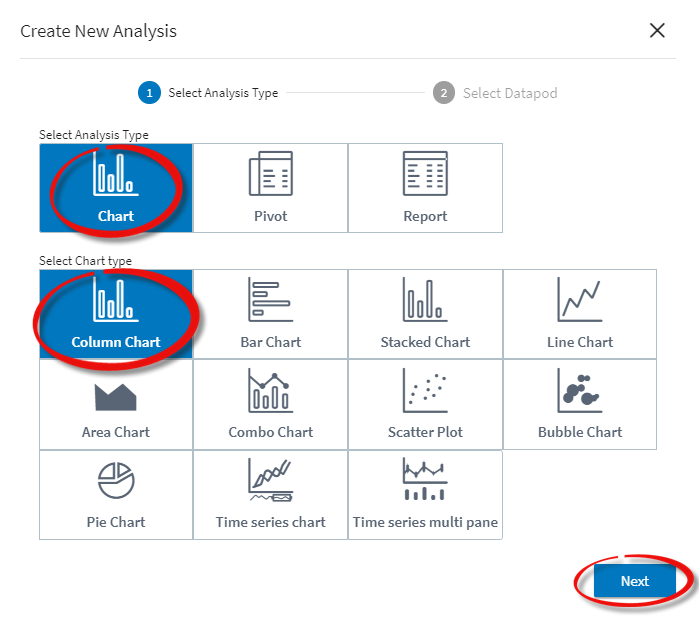 Create New Analysis
1 Select Analysis Type 2 Select Datapod
Select Analysis Type
Chart Pivot Report
Select Chart type
Column Chart Bar Chart Stacked Chart Line Chart
Area Chart Combo Chart Scatter Plot Bubble Chart
Pie Chart Time series chart Time series multi pane
Next